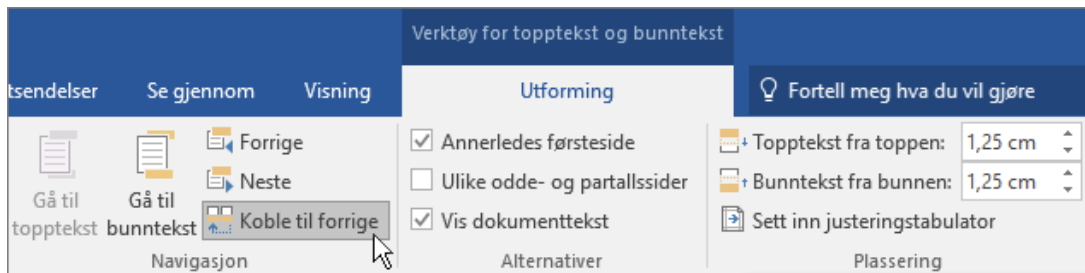 Verktøy for topptekst og bunntekst
tsendelser Se gjennom Visning Utforming Fortell meg hva du vil gjøre
Gå til topptekst
Gå til bunntekst
Forrige
Neste
Koble til forrige
Navigasjon
Annerledes førsteside
Ulike odde- og partallssider
Vis dokumenttekst
Alternativer
Topptekst fra toppen: 1,25 cm
Bunntekst fra bunnen: 1,25 cm
Sett inn justeringstabulator
Plassering